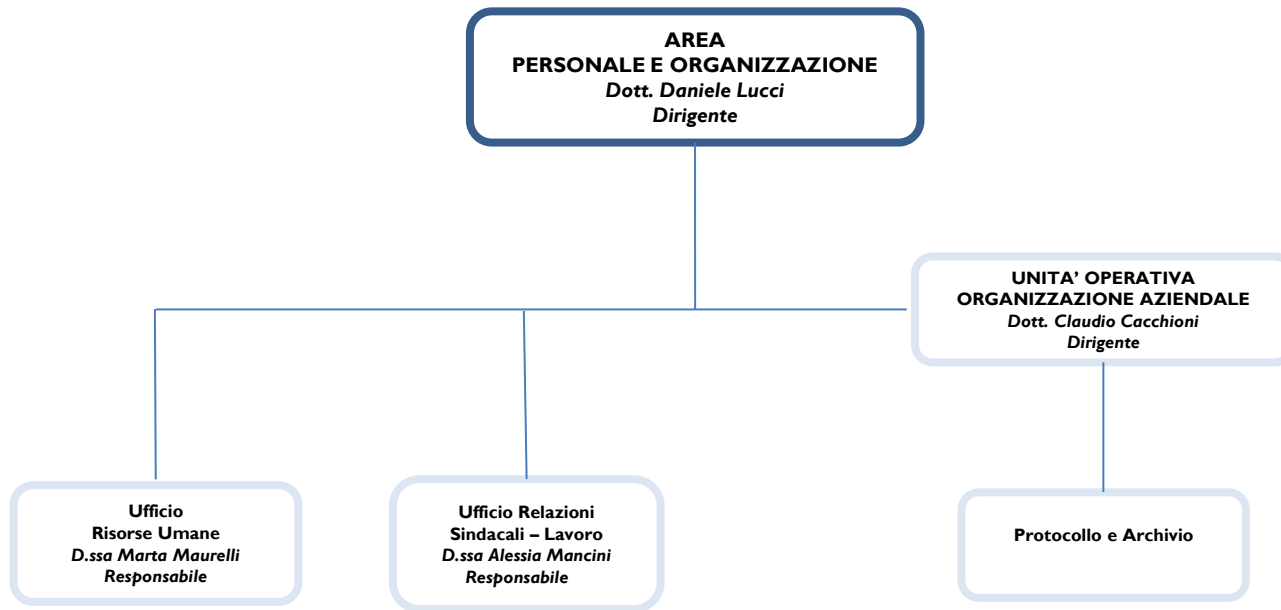 AREA
PERSONALE E ORGANIZZAZIONE
Dott. Daniele Lucci
Dirigente
UNITA’ OPERATIVA
ORGANIZZAZIONE AZIENDALE
Dott. Claudio Cacchioni
Dirigente
Ufficio
Risorse Umane
D.ssa Marta Maurelli
Responsabile
Ufficio Relazioni
Sindacali – Lavoro
D.ssa Alessia Mancini
Responsabile
Protocollo e Archivio